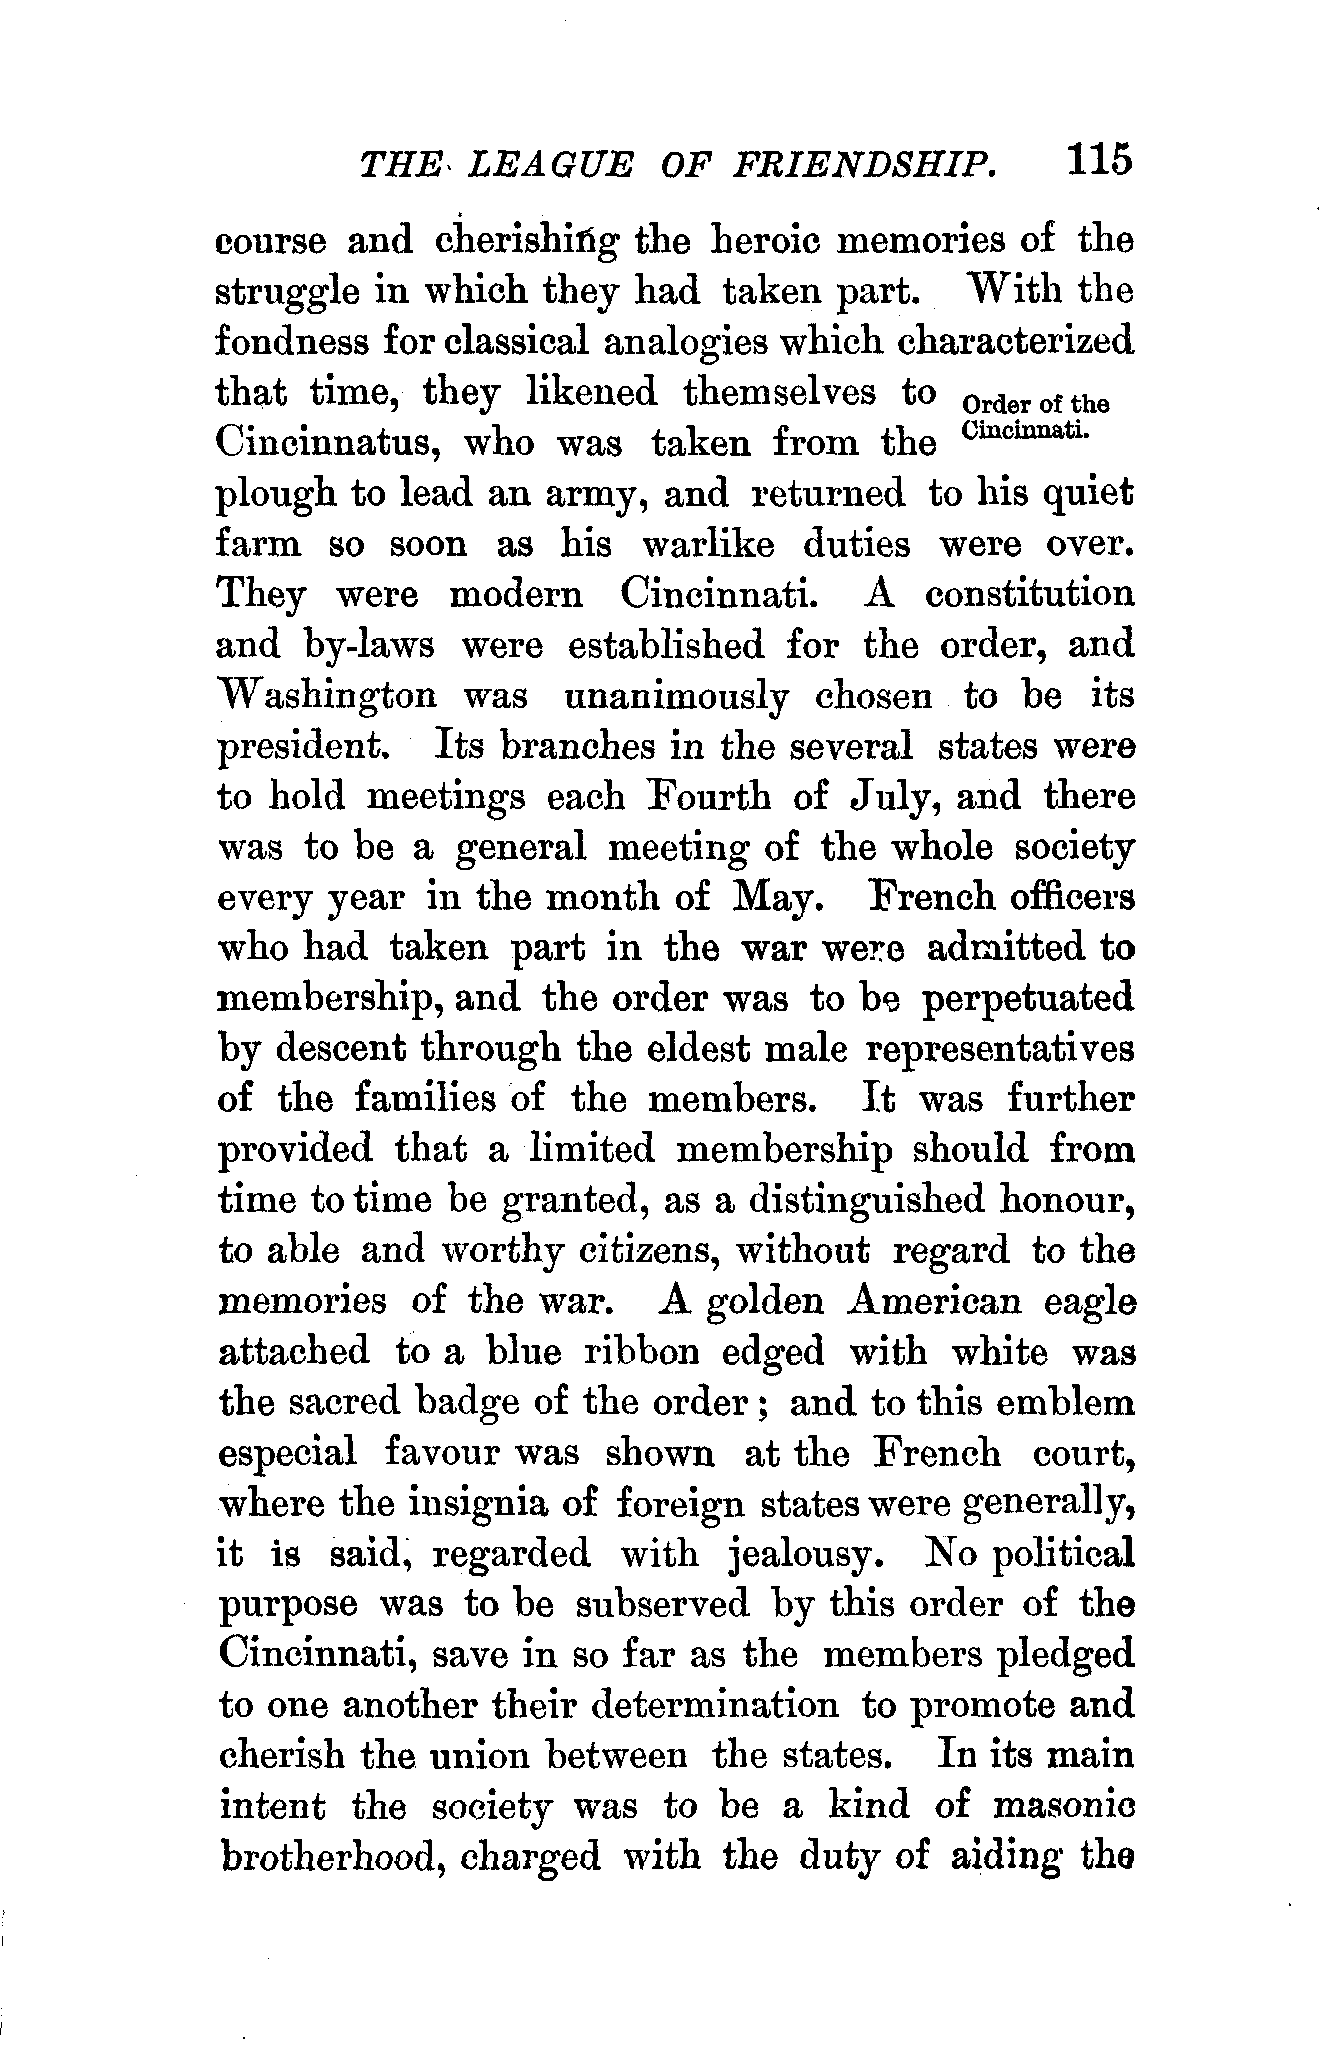 THE LEAGUE OF FRIENDSHIP. 115
course and cherishing the heroic memories of the
struggle in which they had taken part. With the
fondness for classical analogies which characterized
that time, they likened themselves to
Order of the
Cincinnati.
Cincinnatus, who was taken from the
plough to lead an army, and returned to his quiet
farm so soon as his warlike duties were over.
They were modern Cincinnati. A constitution
and by-laws were established for the order, and
Washington was unanimously chosen to be its
president. Its branches in the several states were
to hold meetings each Fourth of July, and there
was to be a general meeting of the whole society
every year in the month of May. French officers
who had taken part in the war were admitted to
membership, and the order was to be perpetuated
by descent through the eldest male representatives
of the families of the members. It was further
provided that a limited membership should from
time to time be granted, as a distinguished honour,
to able and worthy citizens, without regard to the
memories of the war. A golden American eagle
attached to a blue ribbon edged with white was
the sacred badge of the order; and to this emblem
especial favour was shown at the French court,
where the insignia of foreign states were generally,
it is said, regarded with jealousy. No political
purpose was to be subserved by this order of the
Cincinnati, save in so far as the members pledged
to one another their determination to promote and
cherish the union between the states. In its main
intent the society was to be a kind of masonic
brotherhood, charged with the duty of aiding the